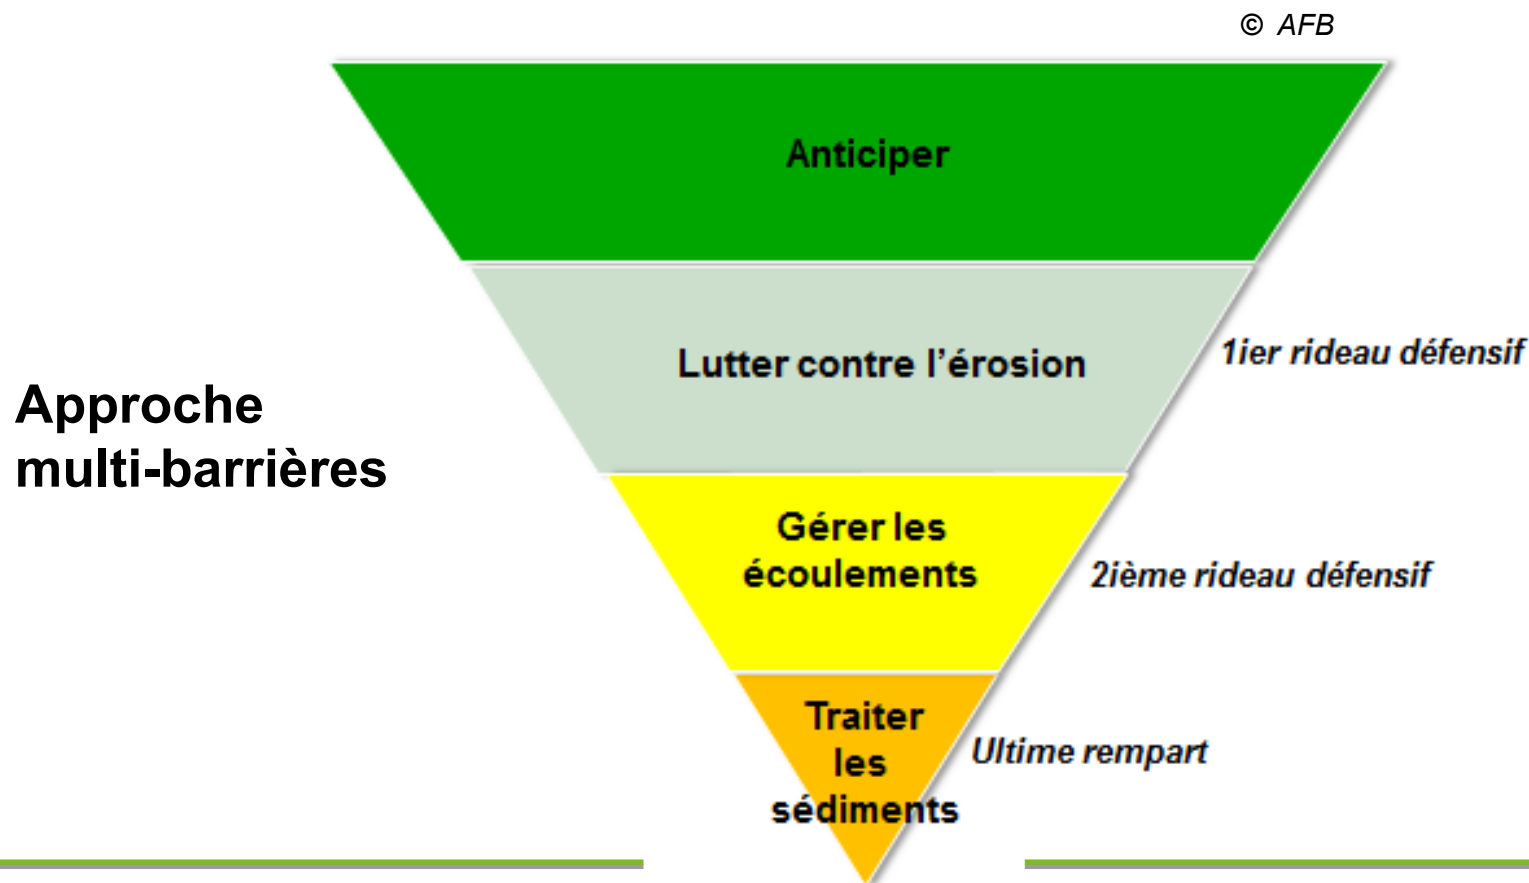 © AFB
Anticiper
Lutter contre l'érosion
1ier rideau défensif
Approche
multi-barrières
Gérer les
écoulements
2ième rideau défensif
Traiter
les
sédiments
Ultime rempart